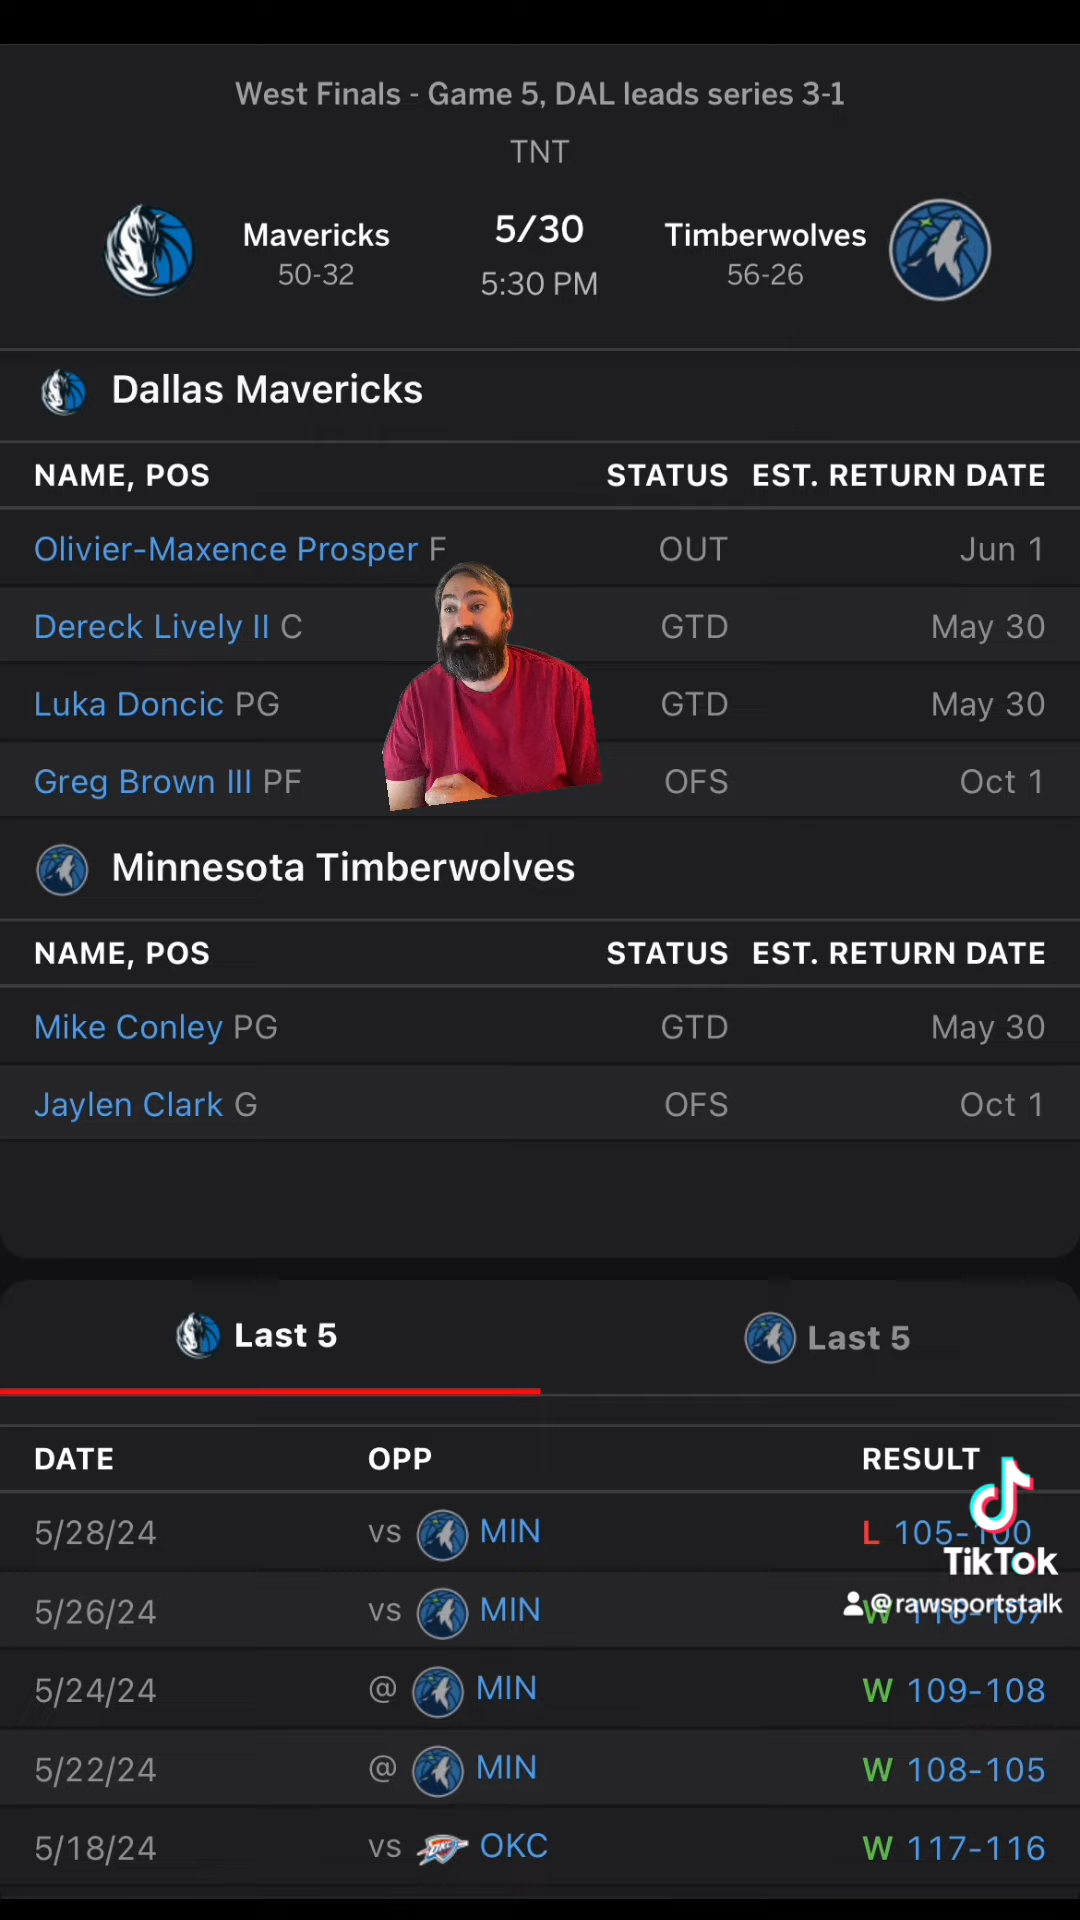 West Finals - Game 5, DAL leads series 3-1
TNT
Mavericks 5/30 Timberwolves
50-32 5:30 PM 56-26
Dallas Mavericks
NAME, POS STATUS EST. RETURN DATE
Olivier-Maxence Prosper F OUT Jun 1
Dereck Lively II C GTD May 30
Luka Doncic PG GTD May 30
Greg Brown III PF OFS Oct 1
Minnesota Timberwolves
NAME, POS STATUS EST. RETURN DATE
Mike Conley PG GTD May 30
Jaylen Clark G OFS Oct 1
Last 5 Last 5
DATE OPP RESULT
5/28/24 vs MIN L 105-100
TikTok
5/26/24 vs MIN W 116-107
@rawsportstalk
5/24/24 @ MIN W 109-108
5/22/24 @ MIN W 108-105
5/18/24 vs OKC W 117-116